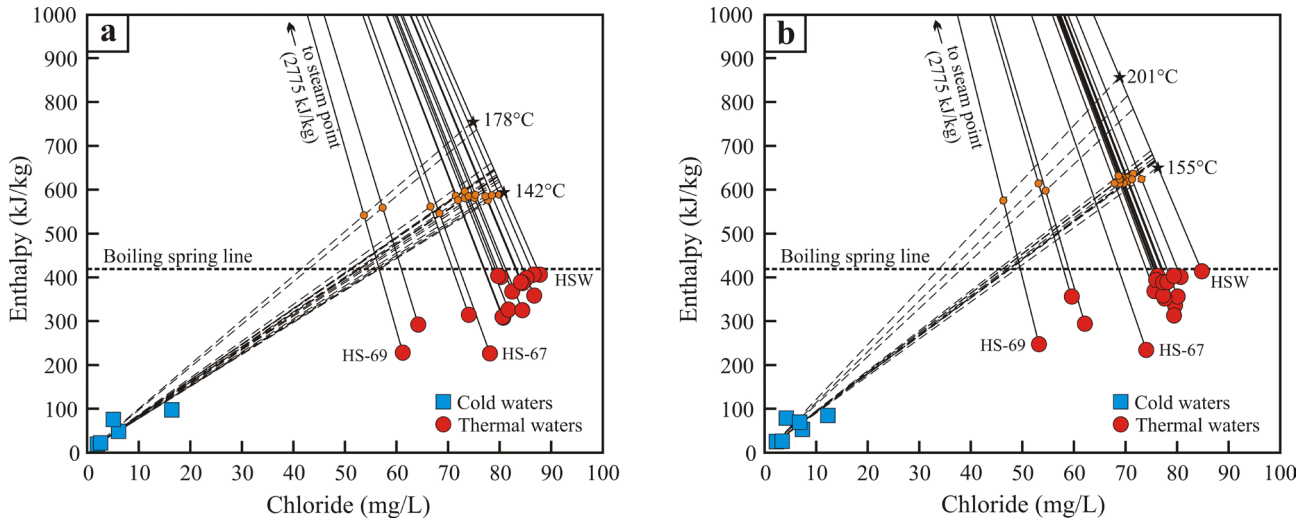 a
1000
900
800
700
600
500
400
300
200
100
0
Enthalpy (kJ/kg)
to steam point
(2775 kJ/kg)
178°C
142°C
Boiling spring line
HSW
HS-69
HS-67
Cold waters
Thermal waters
0 10 20 30 40 50 60 70 80 90 100
Chloride (mg/L)
b
1000
900
800
700
600
500
400
300
200
100
0
Enthalpy (kJ/kg)
to steam point
(2775 kJ/kg)
201°C
155°C
Boiling spring line
HSW
HS-69
HS-67
Cold waters
Thermal waters
0 10 20 30 40 50 60 70 80 90 100
Chloride (mg/L)